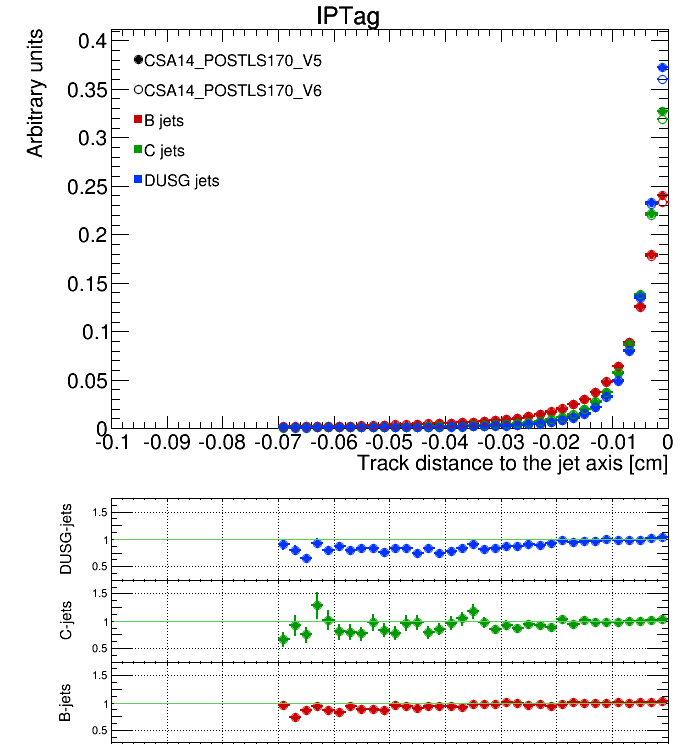 IPTag
Arbitrary units
0.4
0.35
0.3
0.25
0.2
0.15
0.1
0.05
0
CSA14_POSTLS170_V5
CSA14_POSTLS170_V6
B jets
C jets
DUSG jets
-0.1 -0.09 -0.08 -0.07 -0.06 -0.05 -0.04 -0.03 -0.02 -0.01 0
Track distance to the jet axis [cm]
DUSG-jets
1.5
1
0.5
C-jets
1.5
1
0.5
B-jets
1.5
1
0.5